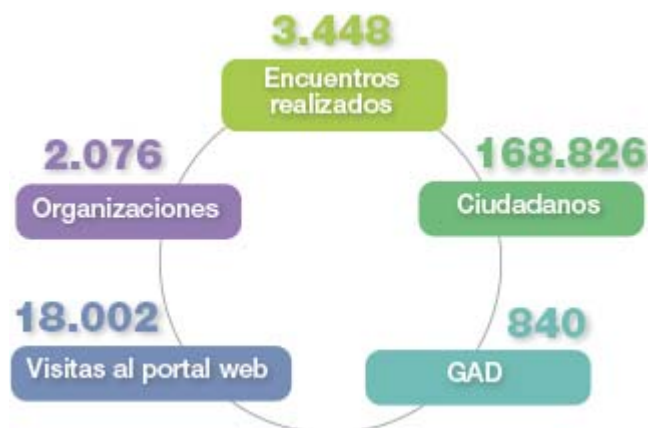 3.448
Encuentros
realizados
2.076
Organizaciones
168.826
Ciudadanos
18.002
Visitas al portal web
840
GAD